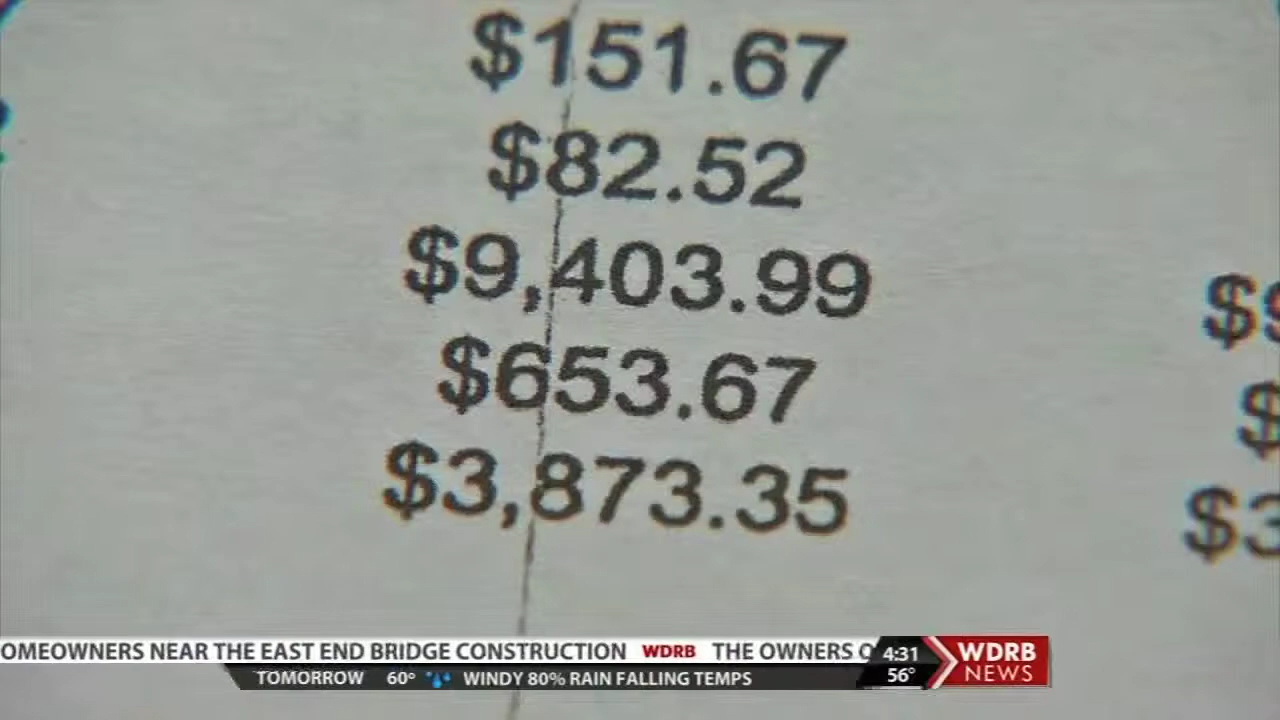 $151.67
$82.52
$9,403.99
$653.67
$3,873.35
$
$
$3
OMEOWNERS NEAR THE EAST END BRIDGE CONSTRUCTION WDRB THE OWNERS
4:31
56°
WDRB
NEWS
TOMORROW 60° WINDY 80% RAIN FALLING TEMPS